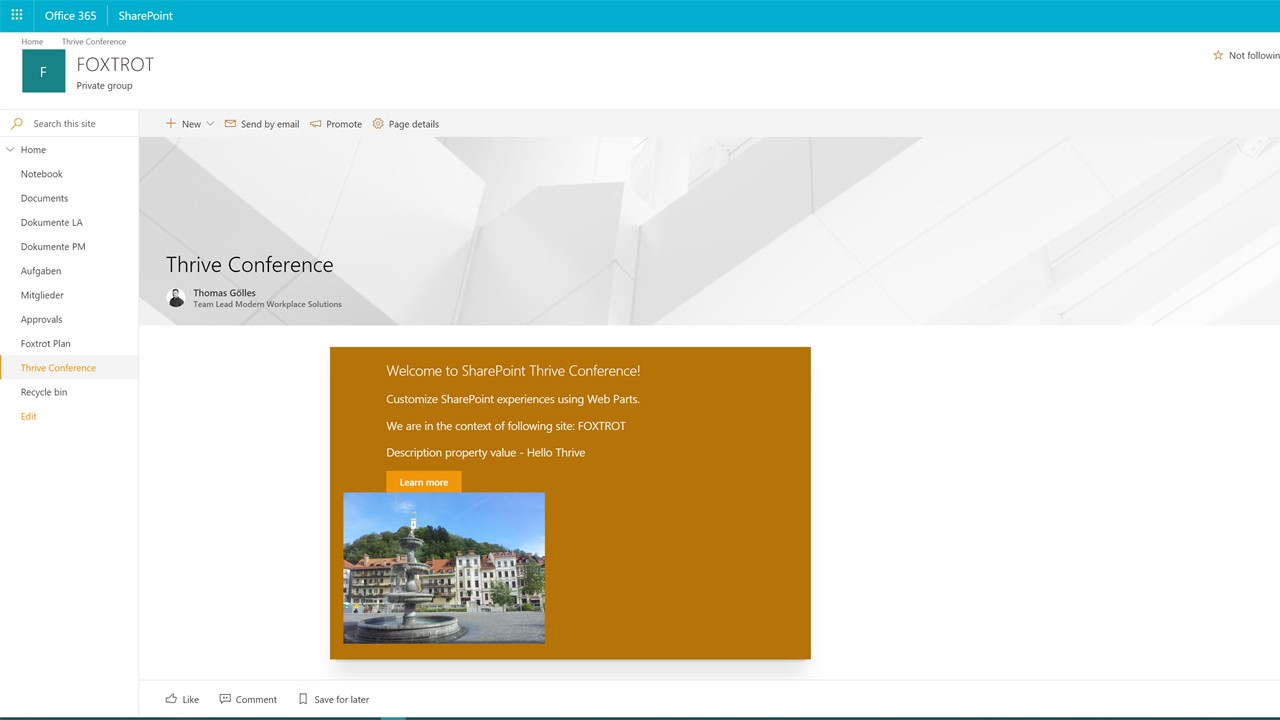 Office 365 SharePoint
Home Thrive Conference
F
FOXTROT
Private group
Not followin
Search this site
New Send by email Promote Page details
Home
Notebook
Documents
Dokumente LA
Dokumente PM
Aufgaben
Mitglieder
Approvals
Foxtrot Plan
Thrive Conference
Recycle bin
Edit
Thrive Conference
Thomas Gölles
Team Lead Modern Workplace Solutions
Welcome to SharePoint Thrive Conference!
Customize SharePoint experiences using Web Parts.
We are in the context of following site: FOXTROT
Description property value - Hello Thrive
Learn more
Like Comment Save for later